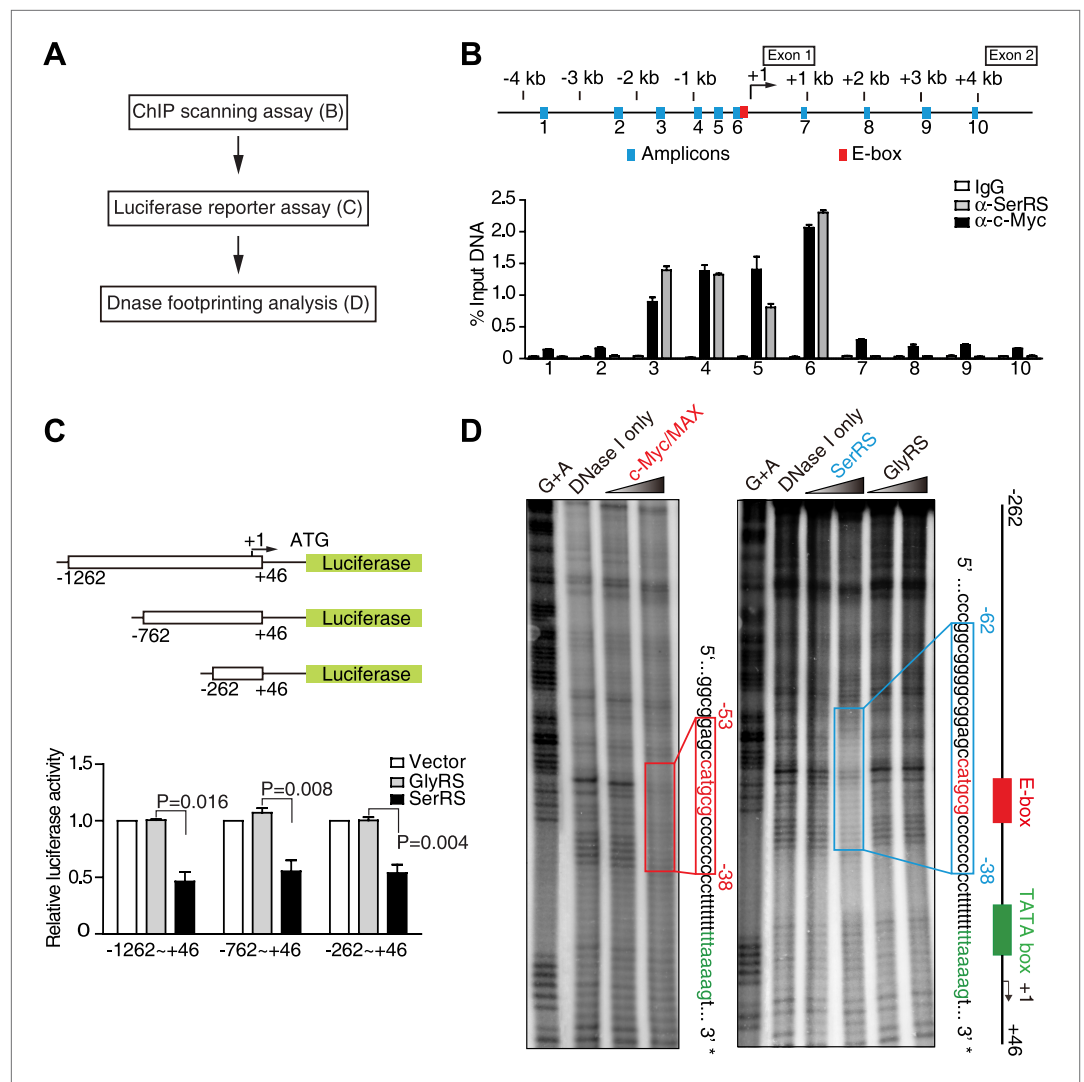 A
ChIP scanning assay (B)
Luciferase reporter assay (C)
Dnase footprinting analysis (D)
B
Exon 1
Exon 2
-4 kb -3 kb -2 kb -1 kb +1 +1 kb +2 kb +3 kb +4 kb
1 2 3 4 5 6 7 8 9 10
Amplicons E-box
IgG
α-SerRS
α-c-Myc
% Input DNA
2.5
2.0
1.5
1.0
0.5
0
1 2 3 4 5 6 7 8 9 10
C
+1 ATG
-1262 +46 Luciferase
-762 +46 Luciferase
-262 +46 Luciferase
Relative luciferase activity
1.5
1.0
0.5
0
Vector
GlyRS
SerRS
P=0.016
P=0.008
P=0.004
-1262~+46 -762~+46 -262~+46
D
G+A DNase I only c-Myc/MAX
5' ...ggcggagccatgcgcccccccctttttttttaaaagt... 3' *
-53
-38
G+A DNase I only SerRS GlyRS
5' ...cccggcgggggcggagccatgcgcccccccctttttttttaaaagt... 3' *
-62
-38
-262
E-box
TATA box
+1
+46